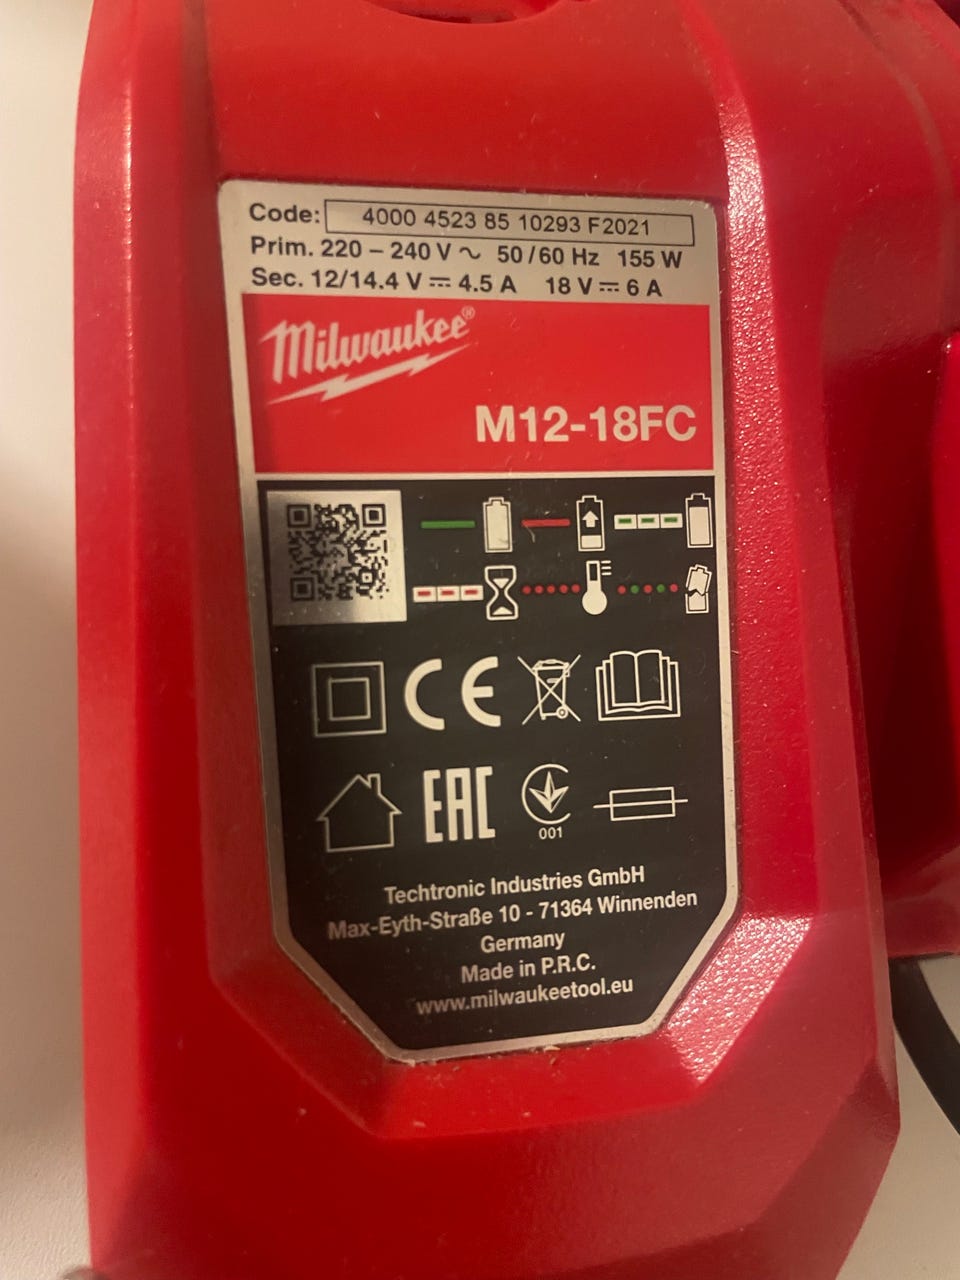 Code: 4000 4523 85 10293 F2021
Prim. 220 – 240 V ~ 50/60 Hz 155 W
Sec. 12/14.4 V ⎓ 4.5 A 18 V ⎓ 6 A
Milwaukee®
M12-18FC
CE
EAC
001
Techtronic Industries GmbH
Max-Eyth-Straße 10 - 71364 Winnenden
Germany
Made in P.R.C.
www.milwaukeetool.eu